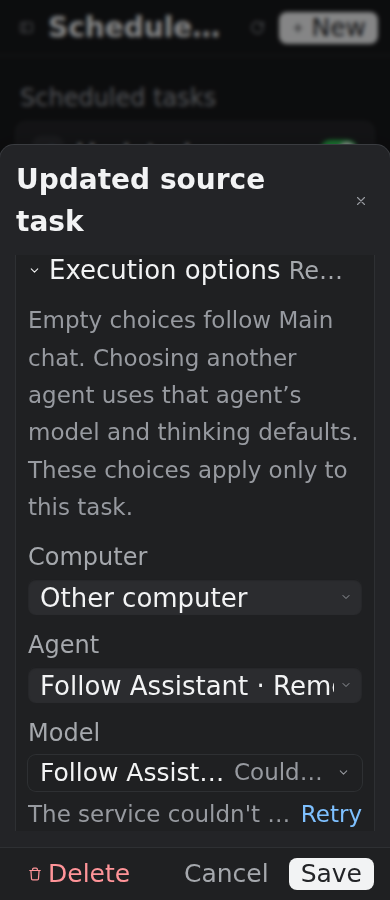 Schedule...
New
Scheduled tasks
Updated source
task
Execution options Re...
Empty choices follow Main
chat. Choosing another
agent uses that agent’s
model and thinking defaults.
These choices apply only to
this task.
Computer
Other computer
Agent
Follow Assistant · Rem
Model
Follow Assist... Could...
The service couldn't ... Retry
Delete Cancel Save